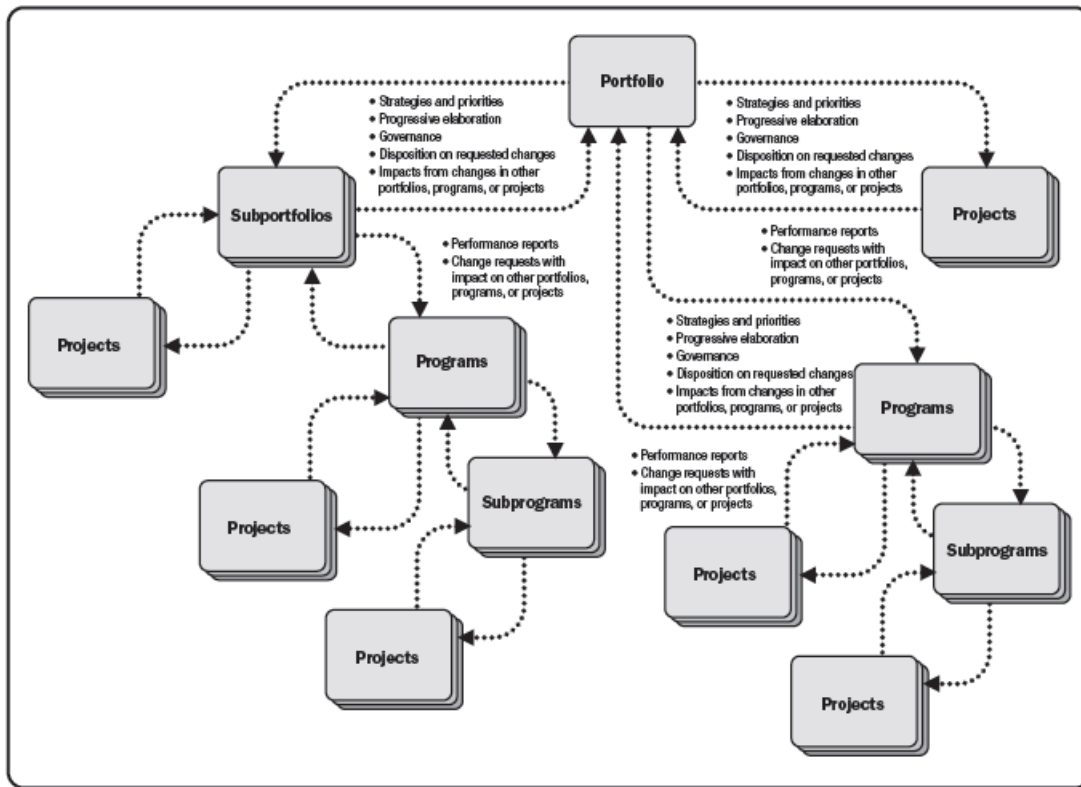 Portfolio
• Strategies and priorities
• Progressive elaboration
• Governance
• Disposition on requested changes
• Impacts from changes in other
portfolios, programs, or projects
• Strategies and priorities
• Progressive elaboration
• Governance
• Disposition on requested changes
• Impacts from changes in other
portfolios, programs, or projects
Subportfolios
Projects
• Performance reports
• Change requests with
impact on other portfolios,
programs, or projects
• Performance reports
• Change requests with
impact on other portfolios,
programs, or projects
Projects
Programs
• Strategies and priorities
• Progressive elaboration
• Governance
• Disposition on requested changes
• Impacts from changes in other
portfolios, programs, or projects
Programs
• Performance reports
• Change requests with
impact on other portfolios,
programs, or projects
Projects
Subprograms
Projects
Subprograms
Projects
Projects